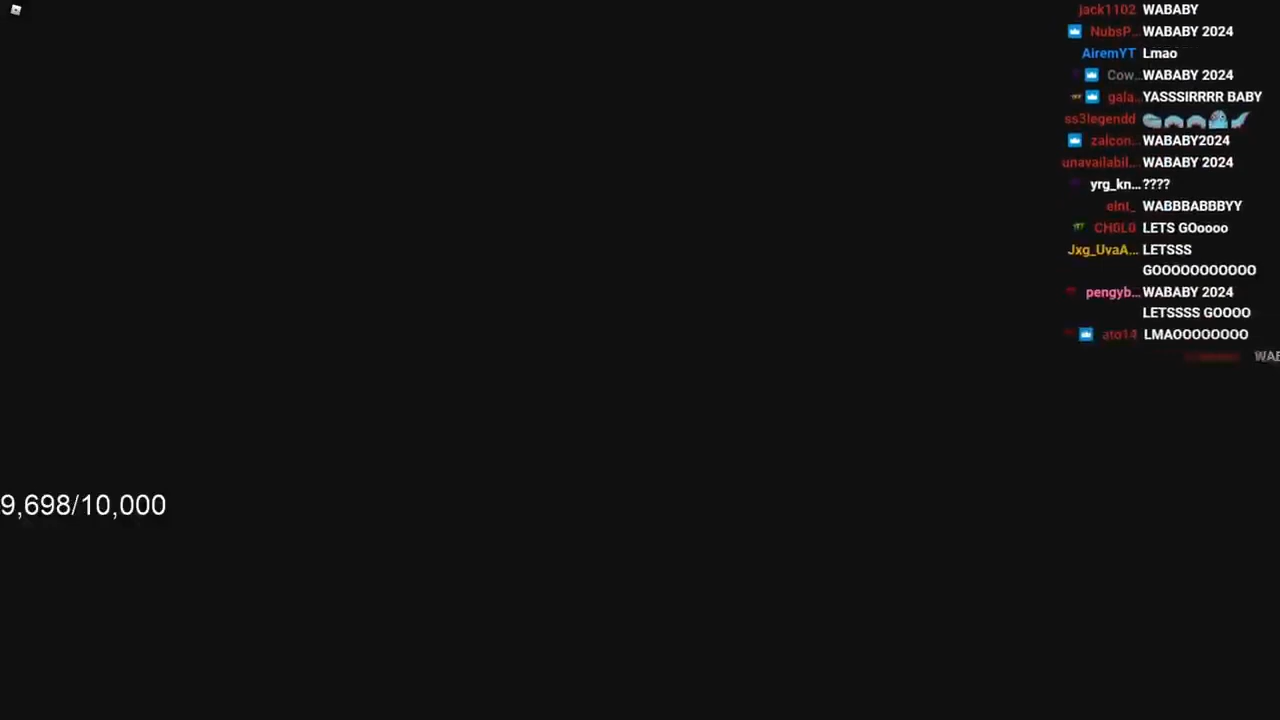 jack1102 WABABY
NubsP... WABABY 2024
AiremYT Lmao
Cow... WABABY 2024
gala... YASSSIRRRR BABY
ss3legendd
zalcon... WABABY2024
unavailabil... WABABY 2024
yrg_kn... ????
elnt_ WABBBABBBYY
CH0L0 LETS GOoooo
Jxg_UvaA... LETSSS
GOOOOOOOOOOO
pengyb... WABABY 2024
LETSSSS GOOOO
ato14 LMAOOOOOOOO
WAB
9,698/10,000